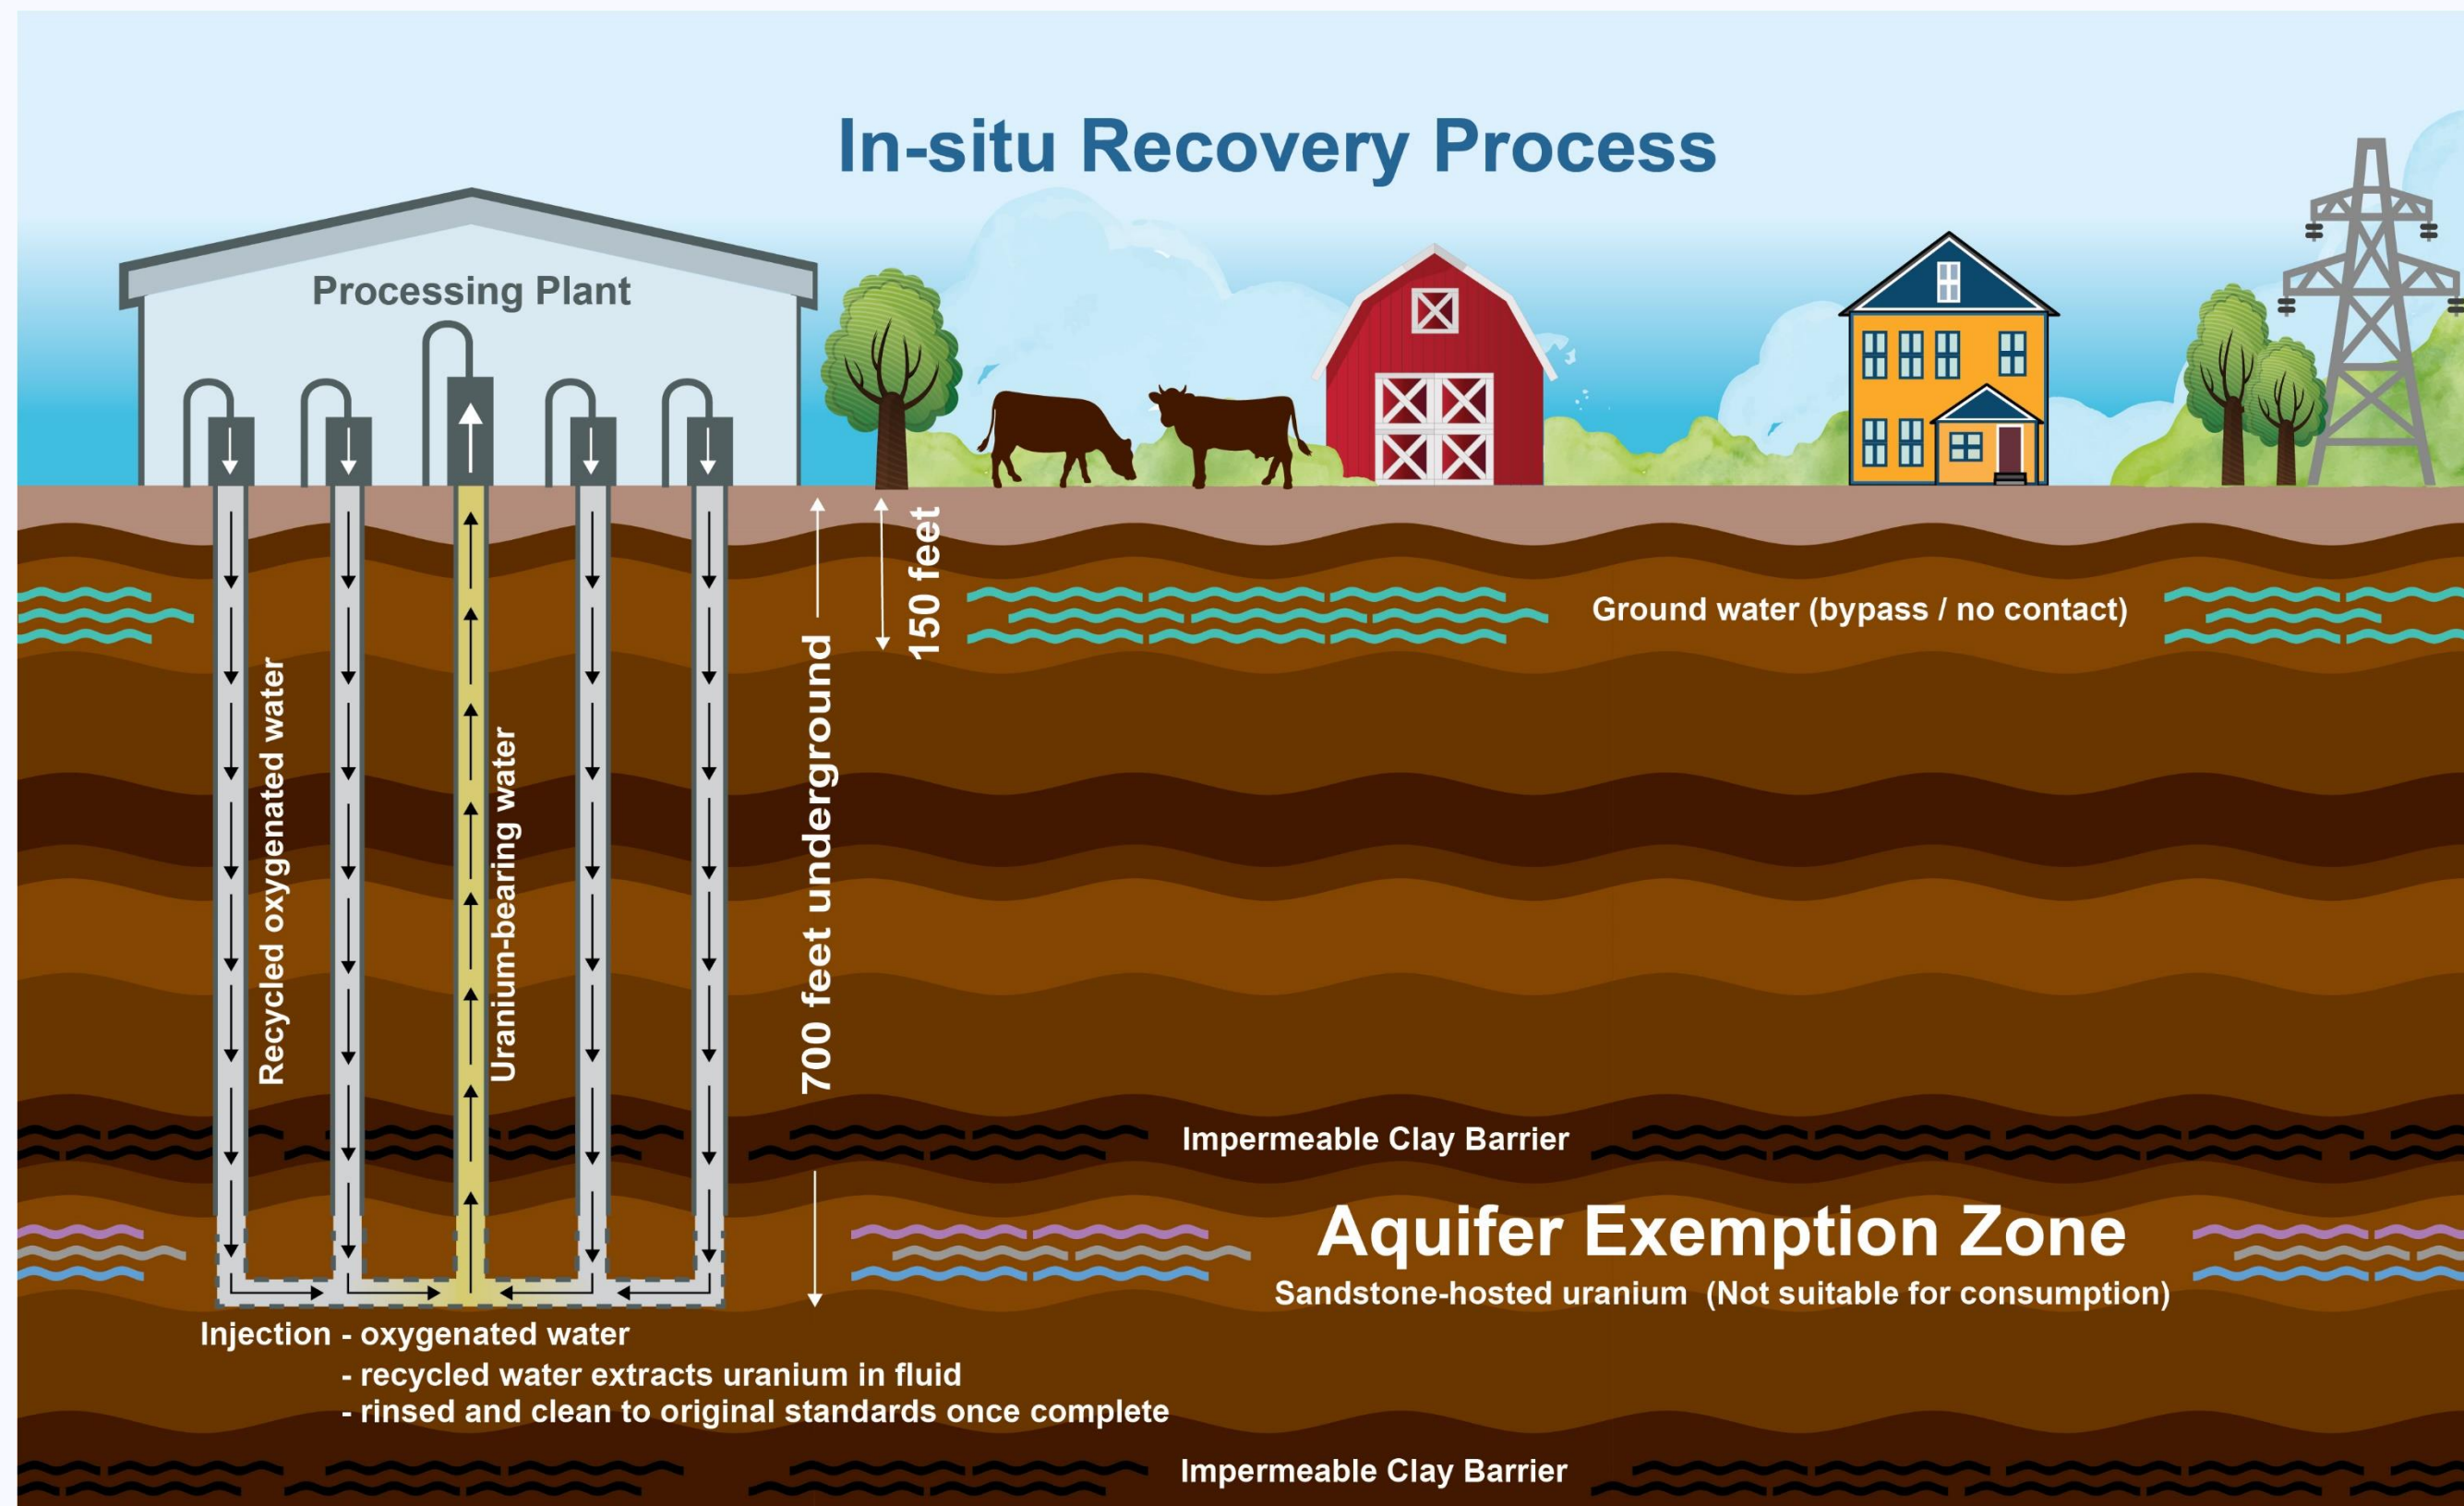 In-situ Recovery Process
Processing Plant
150 feet
Ground water (bypass / no contact)
Recycled oxygenated water
Uranium-bearing water
700 feet underground
Impermeable Clay Barrier
Aquifer Exemption Zone
Sandstone-hosted uranium (Not suitable for consumption)
Injection - oxygenated water
- recycled water extracts uranium in fluid
- rinsed and clean to original standards once complete
Impermeable Clay Barrier